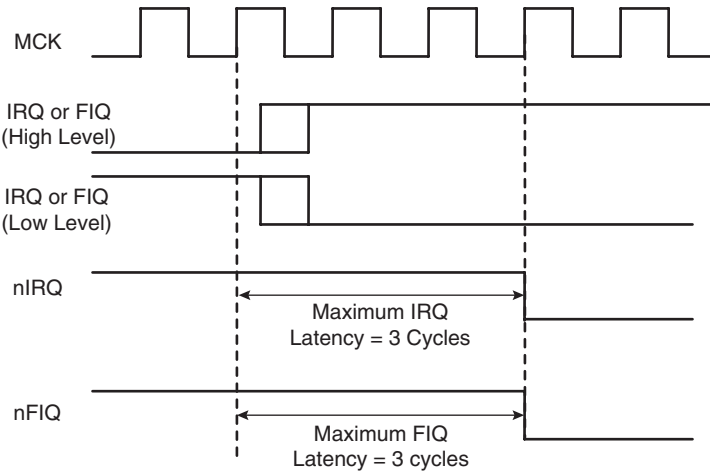 MCK
IRQ or FIQ
(High Level)
IRQ or FIQ
(Low Level)
nIRQ
Maximum IRQ
Latency = 3 Cycles
nFIQ
Maximum FIQ
Latency = 3 cycles